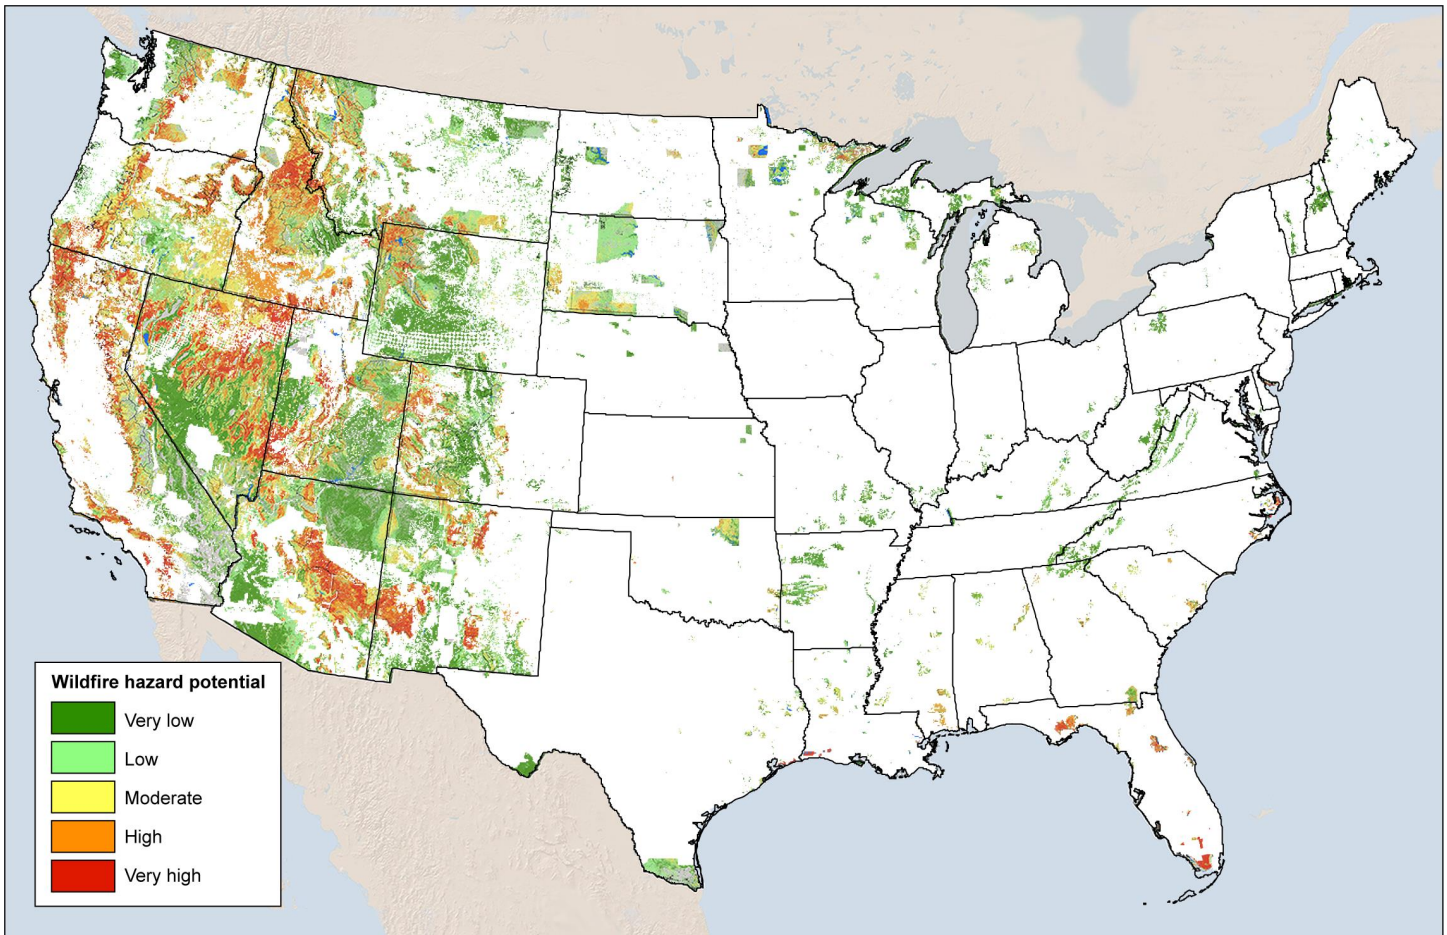 Wildfire hazard potential
Very low
Low
Moderate
High
Very high